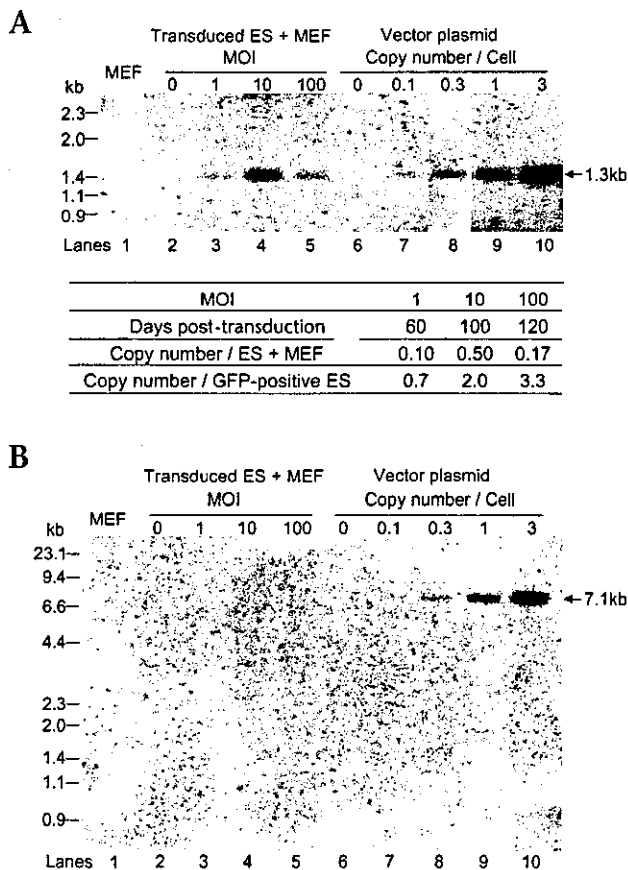 A
Transduced ES + MEF Vector plasmid
MEF MOI Copy number / Cell
kb 0 1 10 100 0 0.1 0.3 1 3
2.3
2.0
1.4 1.3kb
1.1
0.9
Lanes 1 2 3 4 5 6 7 8 9 10
MOI 1 10 100
Days post-transduction 60 100 120
Copy number / ES + MEF 0.10 0.50 0.17
Copy number / GFP-positive ES 0.7 2.0 3.3
B
Transduced ES + MEF Vector plasmid
MEF MOI Copy number / Cell
kb 0 1 10 100 0 0.1 0.3 1 3
23.1
9.4
6.6 7.1kb
4.4
2.3
2.0
1.4
1.1
0.9
Lanes 1 2 3 4 5 6 7 8 9 10